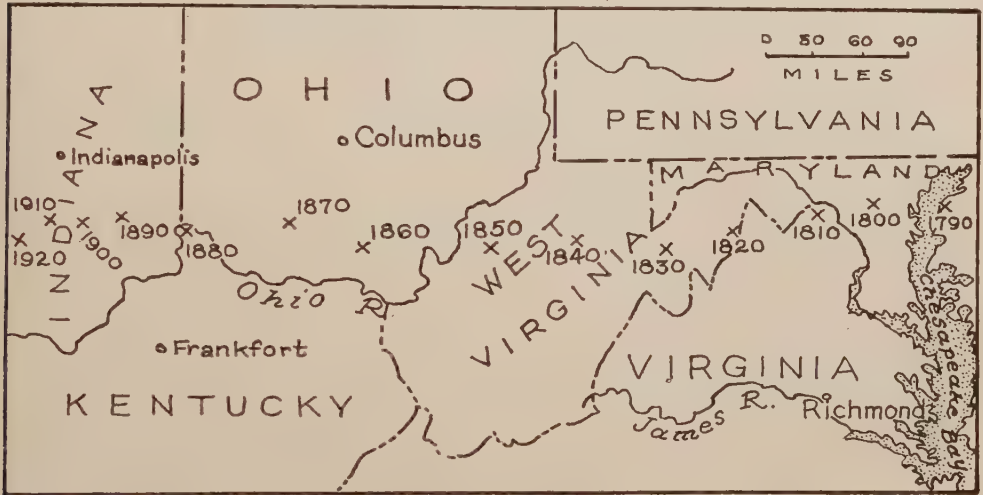 0 30 60 90
MILES
OHIO
PENNSYLVANIA
Columbus
Indianapolis
INDIANA
MARYLAND
1910
1920
1900
1890
1880
1870
1860
1850
1840
1830
1820
1810
1800
1790
WEST
VIRGINIA
Ohio R.
Frankfort
KENTUCKY
VIRGINIA
James R.
Richmond
Chesapeake Bay